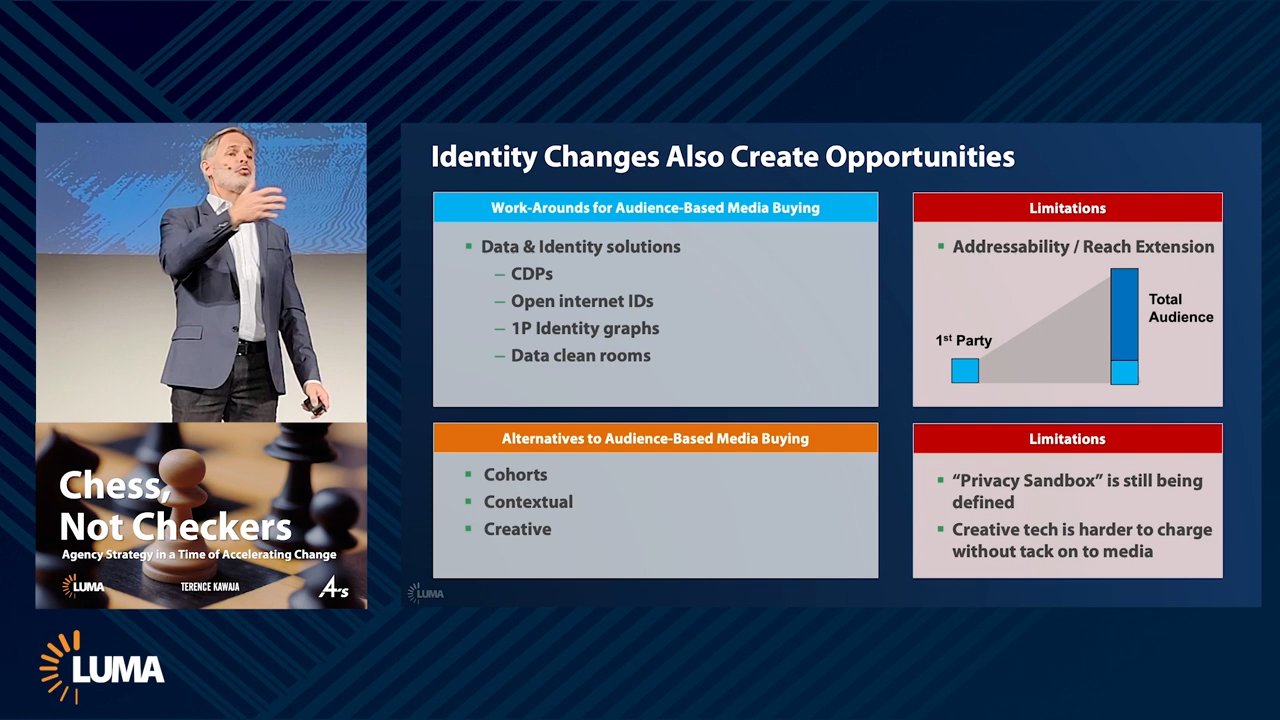 Identity Changes Also Create Opportunities
Work-Arounds for Audience-Based Media Buying
Data & Identity solutions
– CDPs
– Open internet IDs
– 1P Identity graphs
– Data clean rooms
Limitations
Addressability / Reach Extension
1st Party
Total
Audience
Alternatives to Audience-Based Media Buying
Cohorts
Contextual
Creative
Limitations
“Privacy Sandbox” is still being
defined
Creative tech is harder to charge
without tack on to media
LUMA
Chess,
Not Checkers
Agency Strategy in a Time of Accelerating Change
LUMA
TERENCE KAWAJA
4A's
LUMA